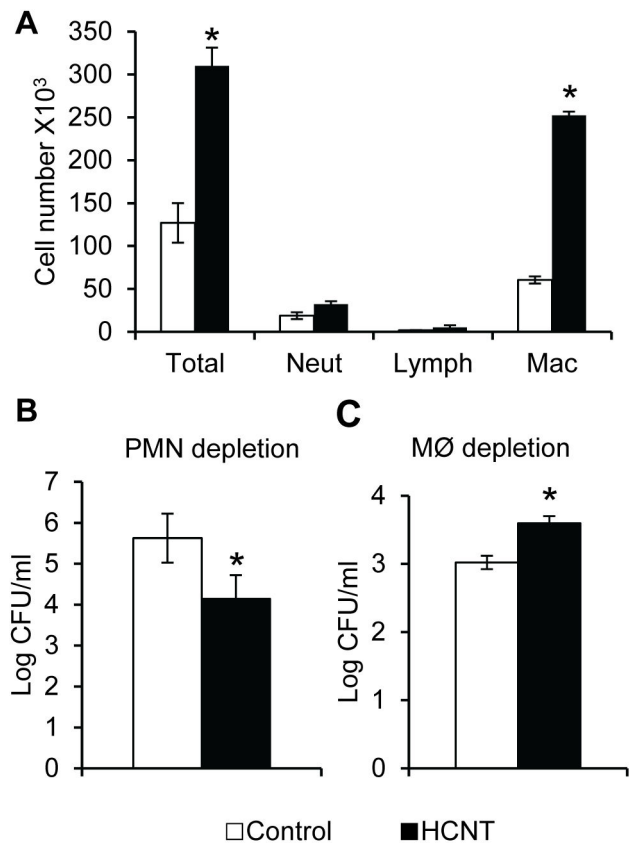 A
Cell number X10³
350
300
250
200
150
100
50
0
*
*
Total Neut Lymph Mac
B
PMN depletion
Log CFU/ml
7
6
5
4
3
2
1
0
*
C
MØ depletion
Log CFU/ml
4
3
2
1
0
*
Control HCNT